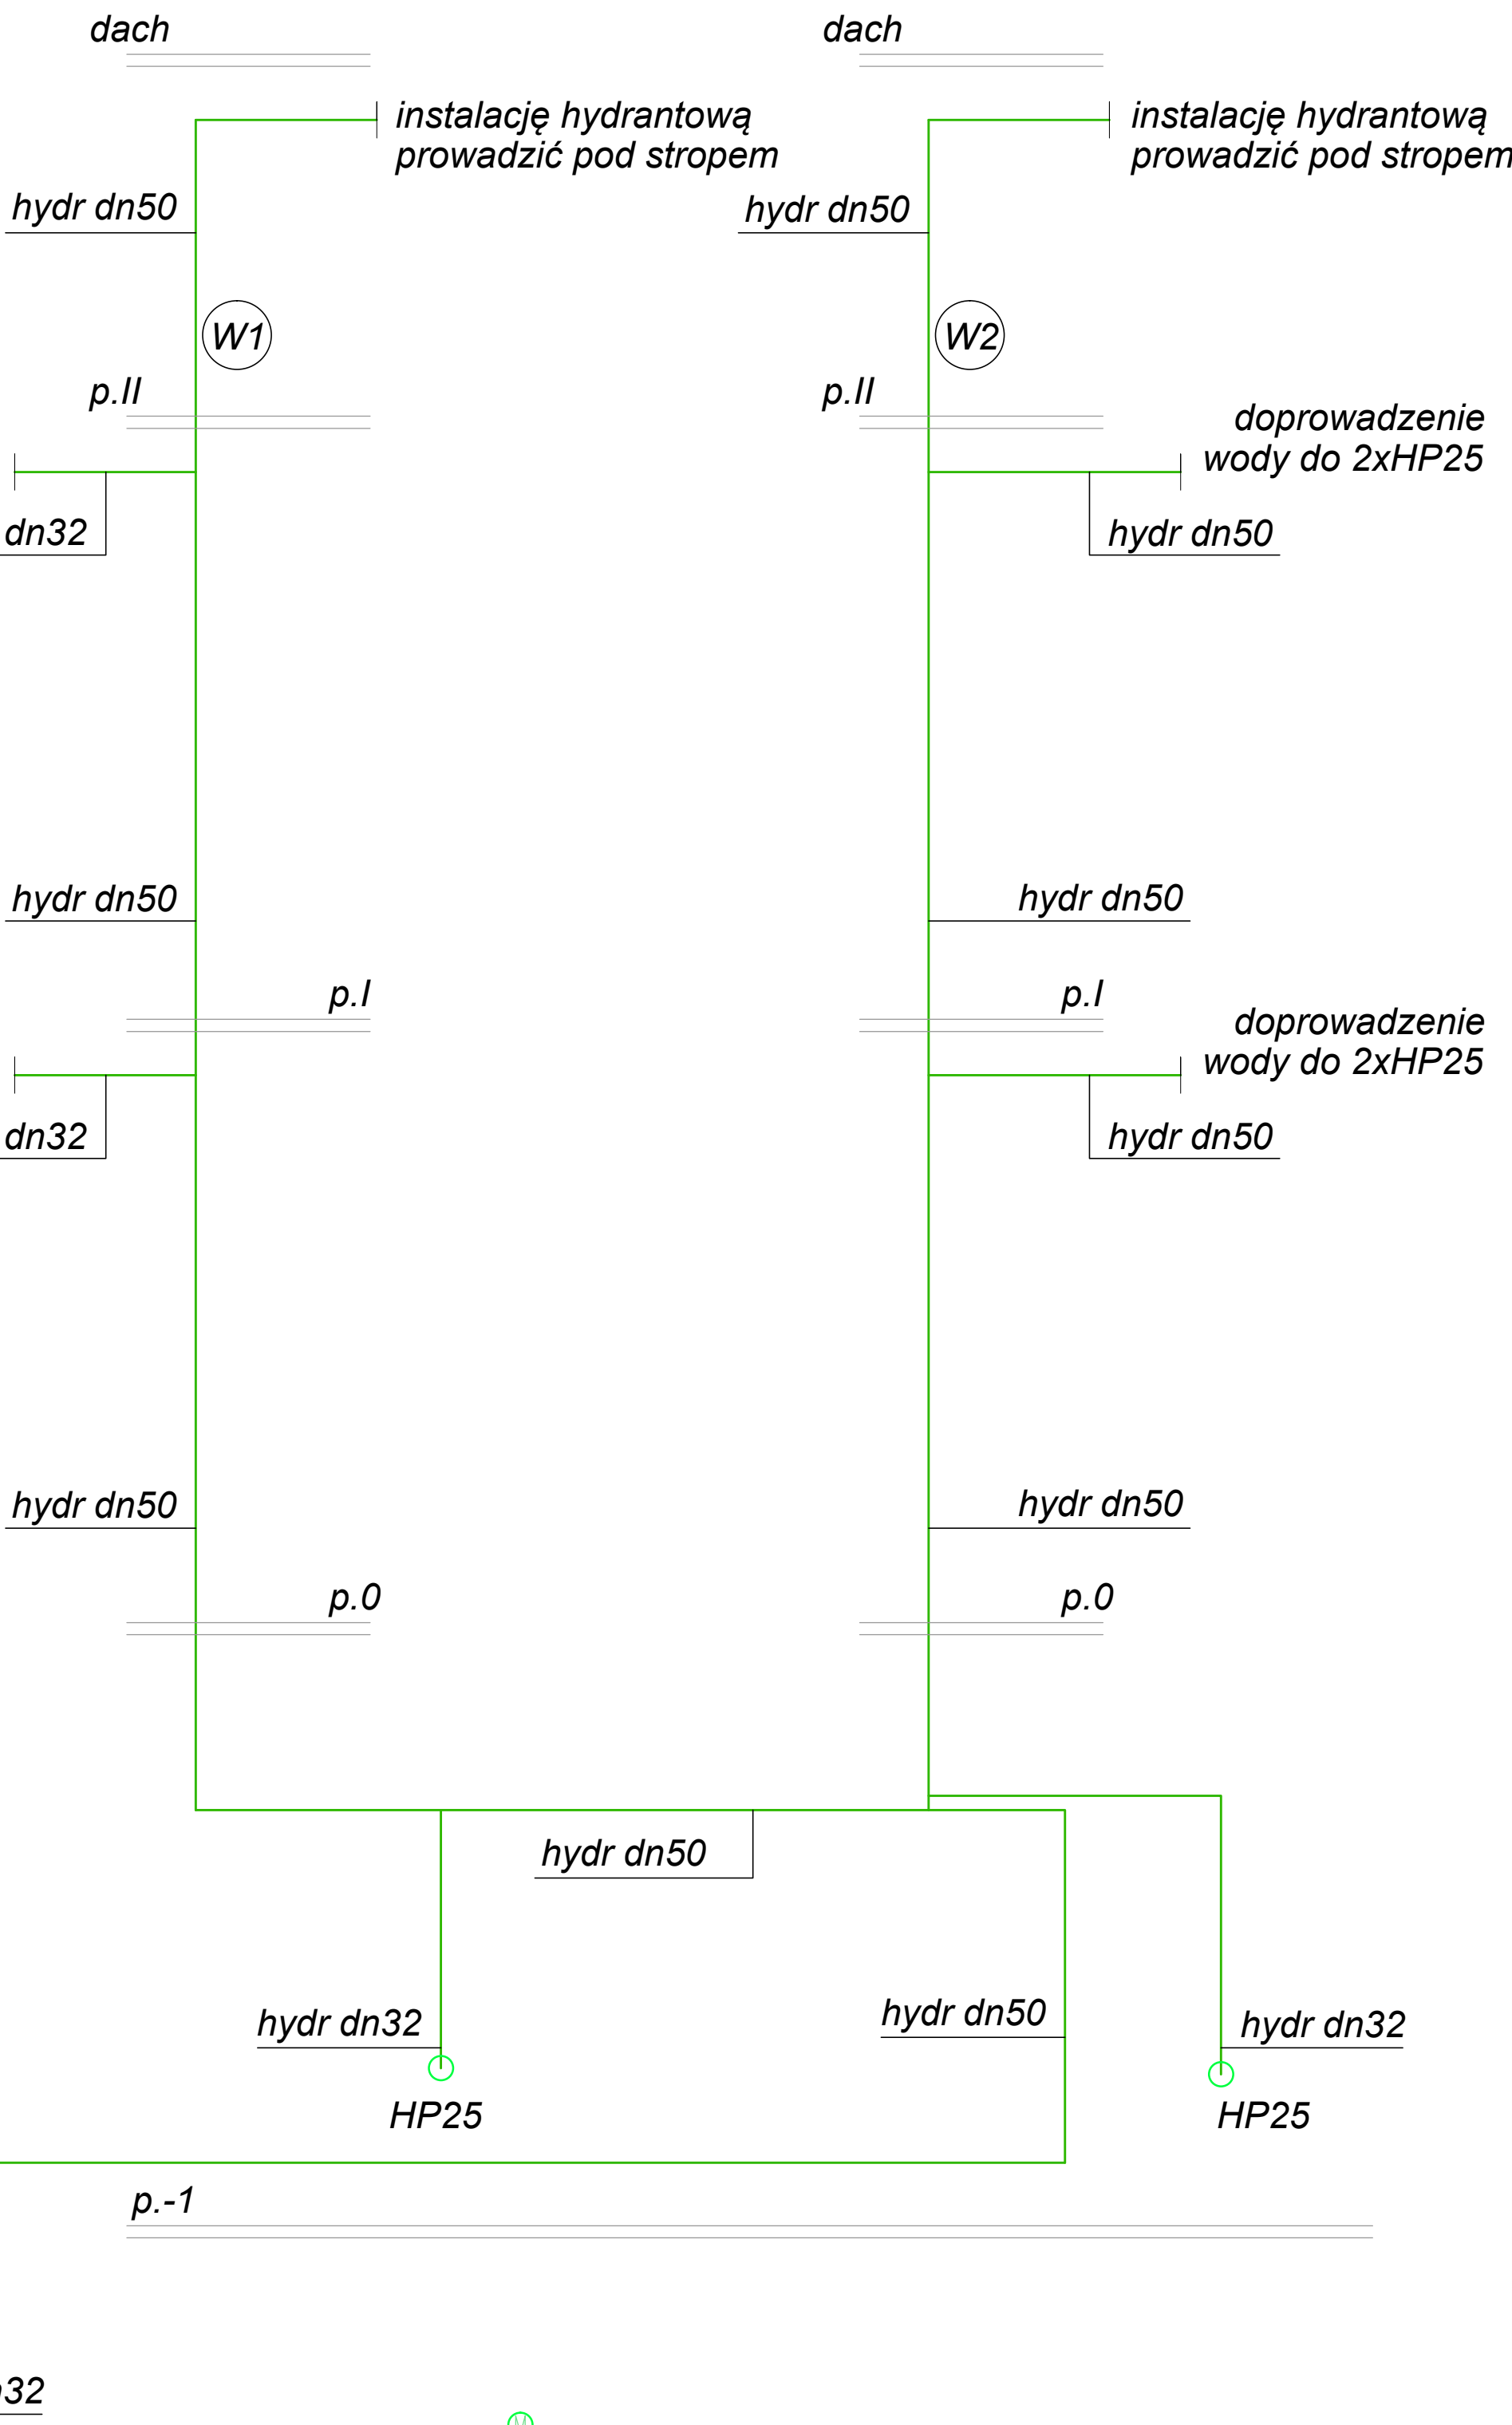 dach
dach
instalację hydrantową
prowadzić pod stropem
instalację hydrantową
prowadzić pod stropem
hydr dn50
hydr dn50
W1
W2
p.II
p.II
doprowadzenie
wody do 2xHP25
dn32
hydr dn50
hydr dn50
hydr dn50
p.I
p.I
doprowadzenie
wody do 2xHP25
dn32
hydr dn50
hydr dn50
hydr dn50
p.0
p.0
hydr dn50
hydr dn32
hydr dn50
hydr dn32
HP25
HP25
p.-1